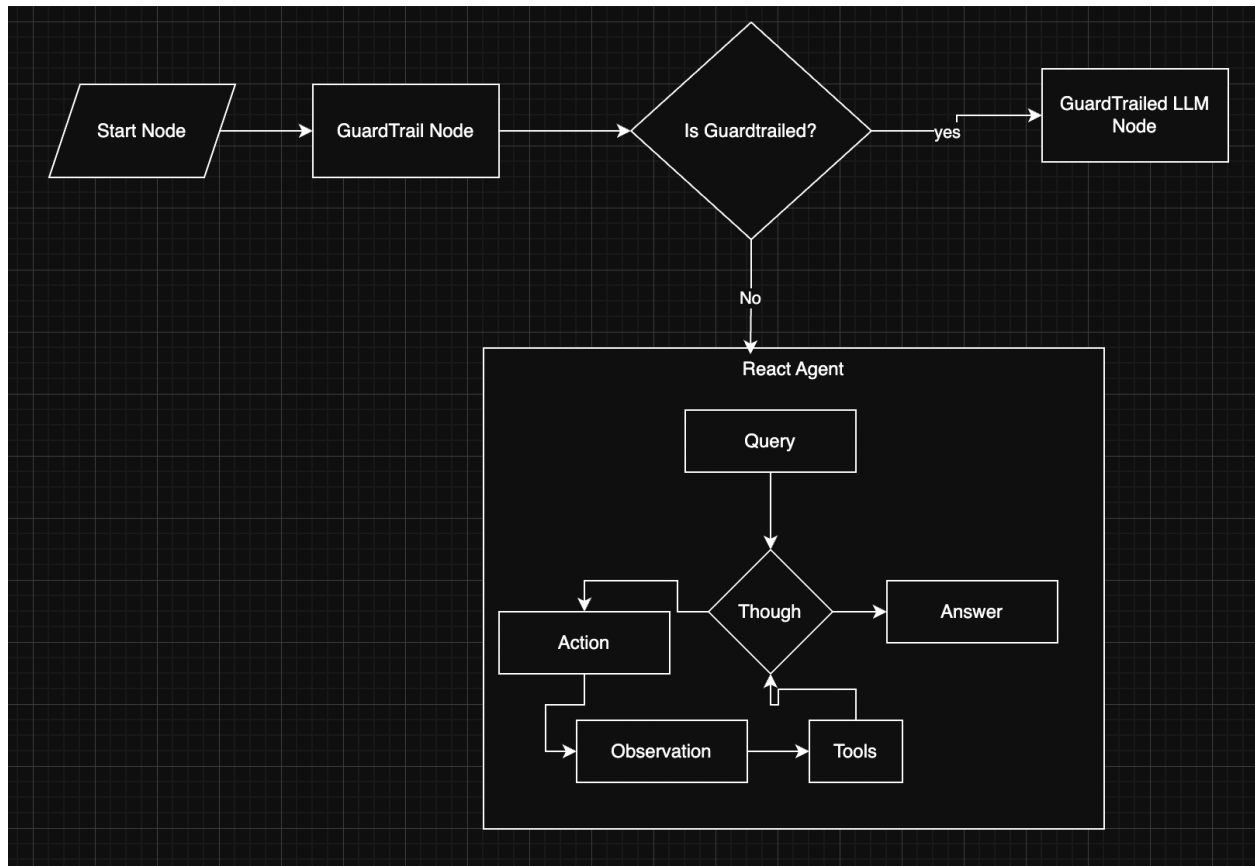 Start Node
GuardTrail Node
Is Guardtrailed?
yes
GuardTrailed LLM
Node
No
React Agent
Query
Though
Answer
Action
Observation
Tools